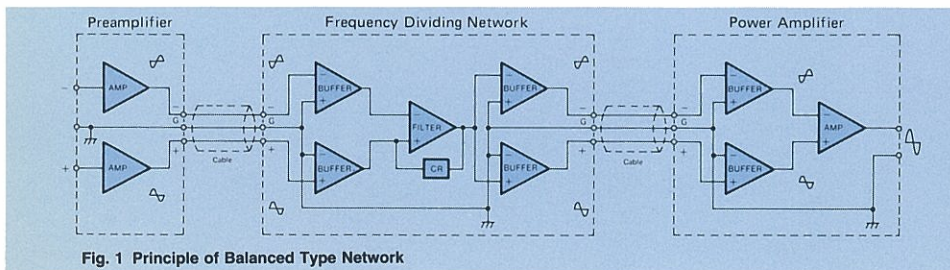 Preamplifier
Frequency Dividing Network
Power Amplifier
AMP
AMP
Cable
BUFFER
BUFFER
FILTER
CR
BUFFER
BUFFER
Cable
BUFFER
BUFFER
AMP
− G +
− G +
− G +
− G +
Fig. 1 Principle of Balanced Type Network